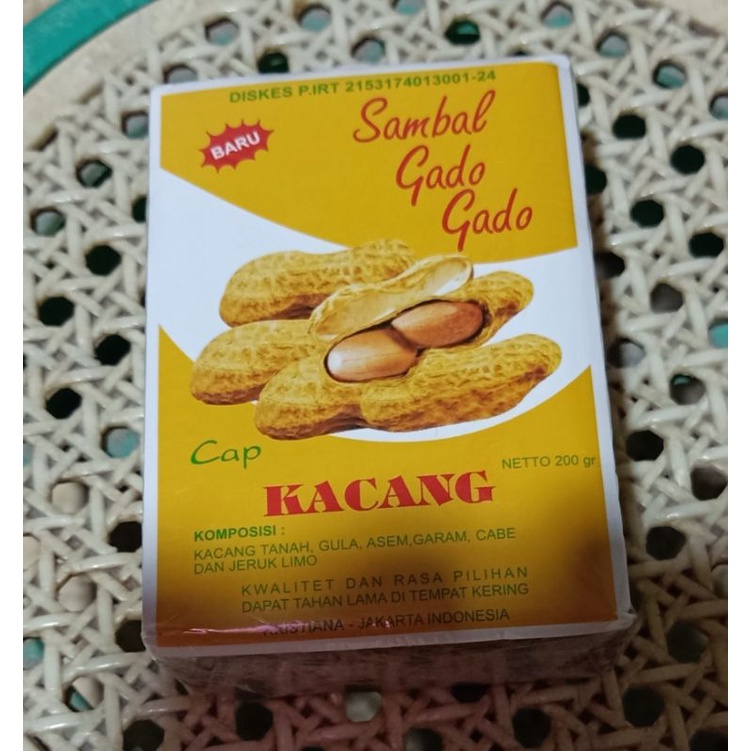 DISKES P.IRT 2153174013001-24
BARU
Sambal
Gado
Gado
Cap
KACANG
NETTO 200 gr
KOMPOSISI :
KACANG TANAH, GULA, ASEM,GARAM, CABE
DAN JERUK LIMO
KWALITET DAN RASA PILIHAN
DAPAT TAHAN LAMA DI TEMPAT KERING
KRISTIANA - JAKARTA INDONESIA